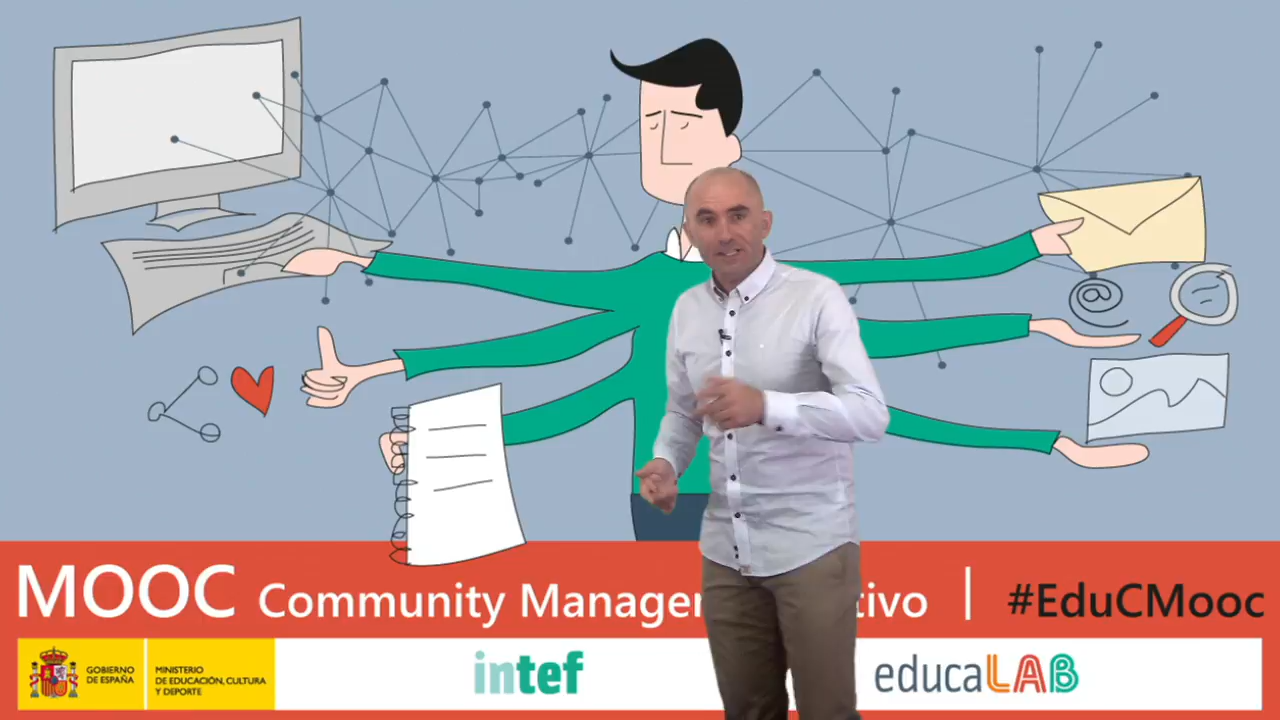 MOOC Community Manager tivo | #EduCMooc
GOBIERNO
DE ESPAÑA
MINISTERIO
DE EDUCACIÓN, CULTURA
Y DEPORTE
intef
educaLAB
@